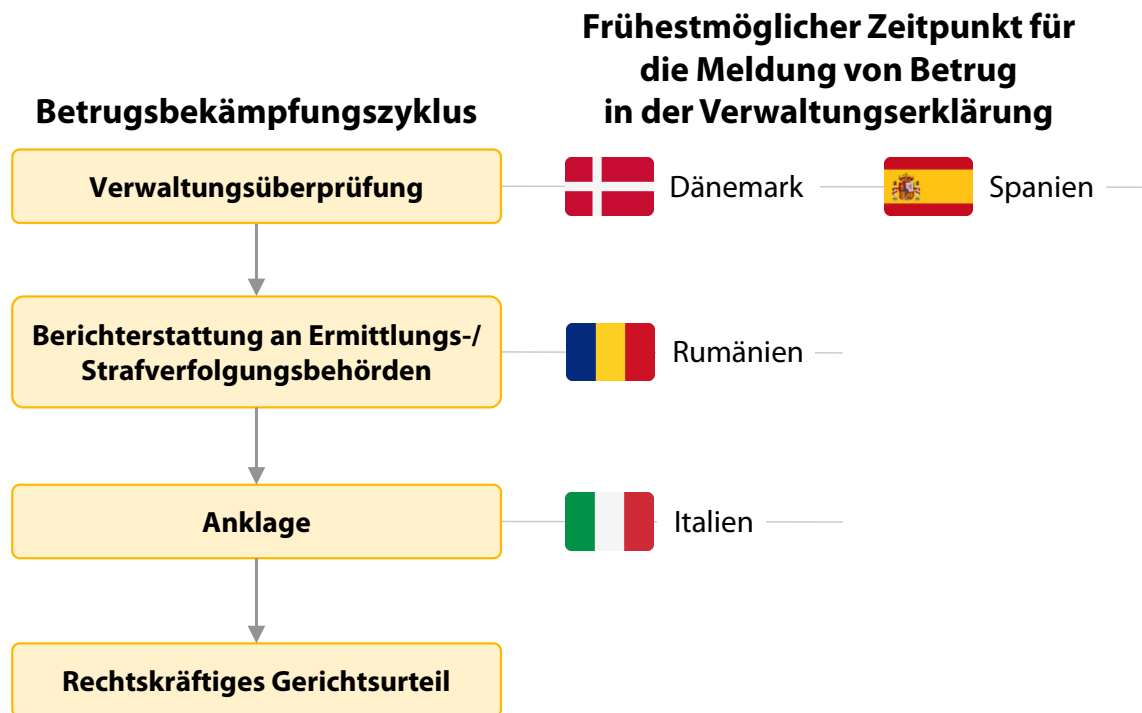 Frühestmöglicher Zeitpunkt für
die Meldung von Betrug
in der Verwaltungserklärung
Betrugsbekämpfungszyklus
Verwaltungsüberprüfung
Dänemark
Spanien
Berichterstattung an Ermittlungs-/
Strafverfolgungsbehörden
Rumänien
Anklage
Italien
Rechtskräftiges Gerichtsurteil